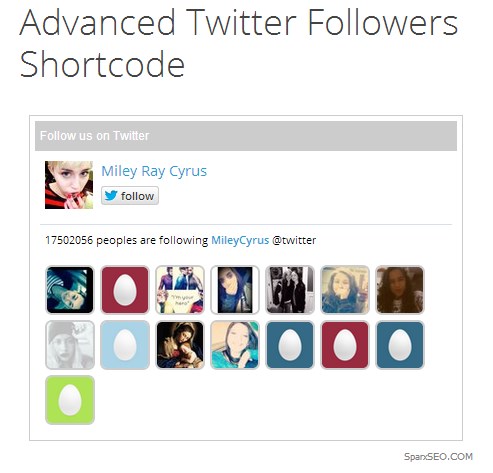 Advanced Twitter Followers
Shortcode
Follow us on Twitter
Miley Ray Cyrus
follow
17502056 peoples are following MileyCyrus @twitter
"I'm your
hero"
SparxSEO.COM